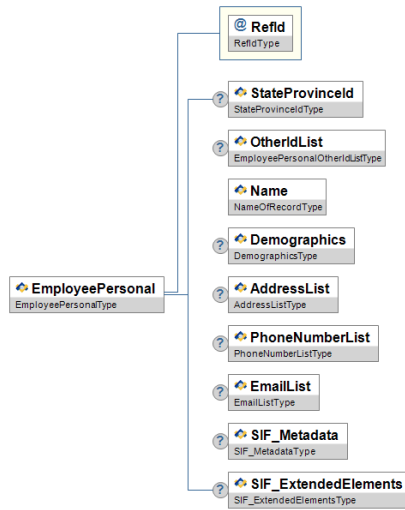 @ RefId
RefIdType
? StateProvinceId
StateProvinceIdType
? OtherIdList
EmployeePersonalOtherIdListType
Name
NameOfRecordType
? Demographics
DemographicsType
EmployeePersonal
EmployeePersonalType
? AddressList
AddressListType
? PhoneNumberList
PhoneNumberListType
? EmailList
EmailListType
? SIF_Metadata
SIF_MetadataType
? SIF_ExtendedElements
SIF_ExtendedElementsType